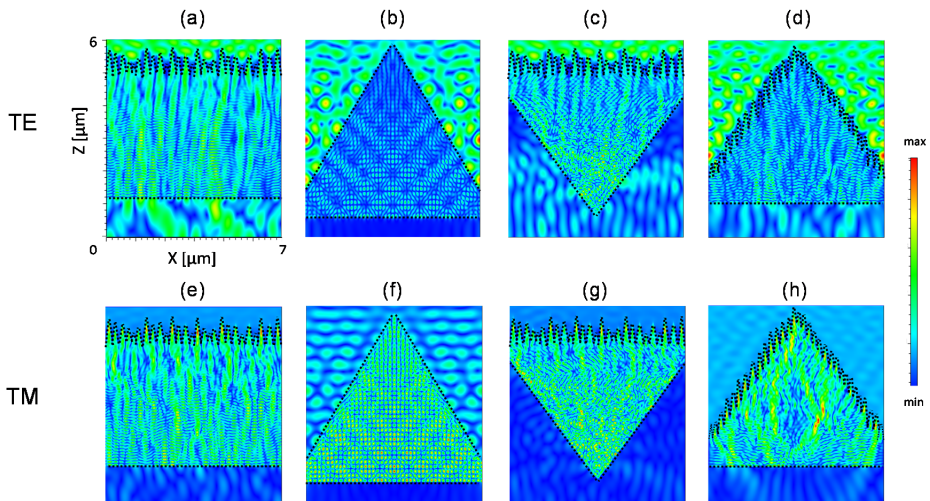 (a) (b) (c) (d)
TE
6
Z [μm]
0
X [μm]
7
max
min
(e) (f) (g) (h)
TM